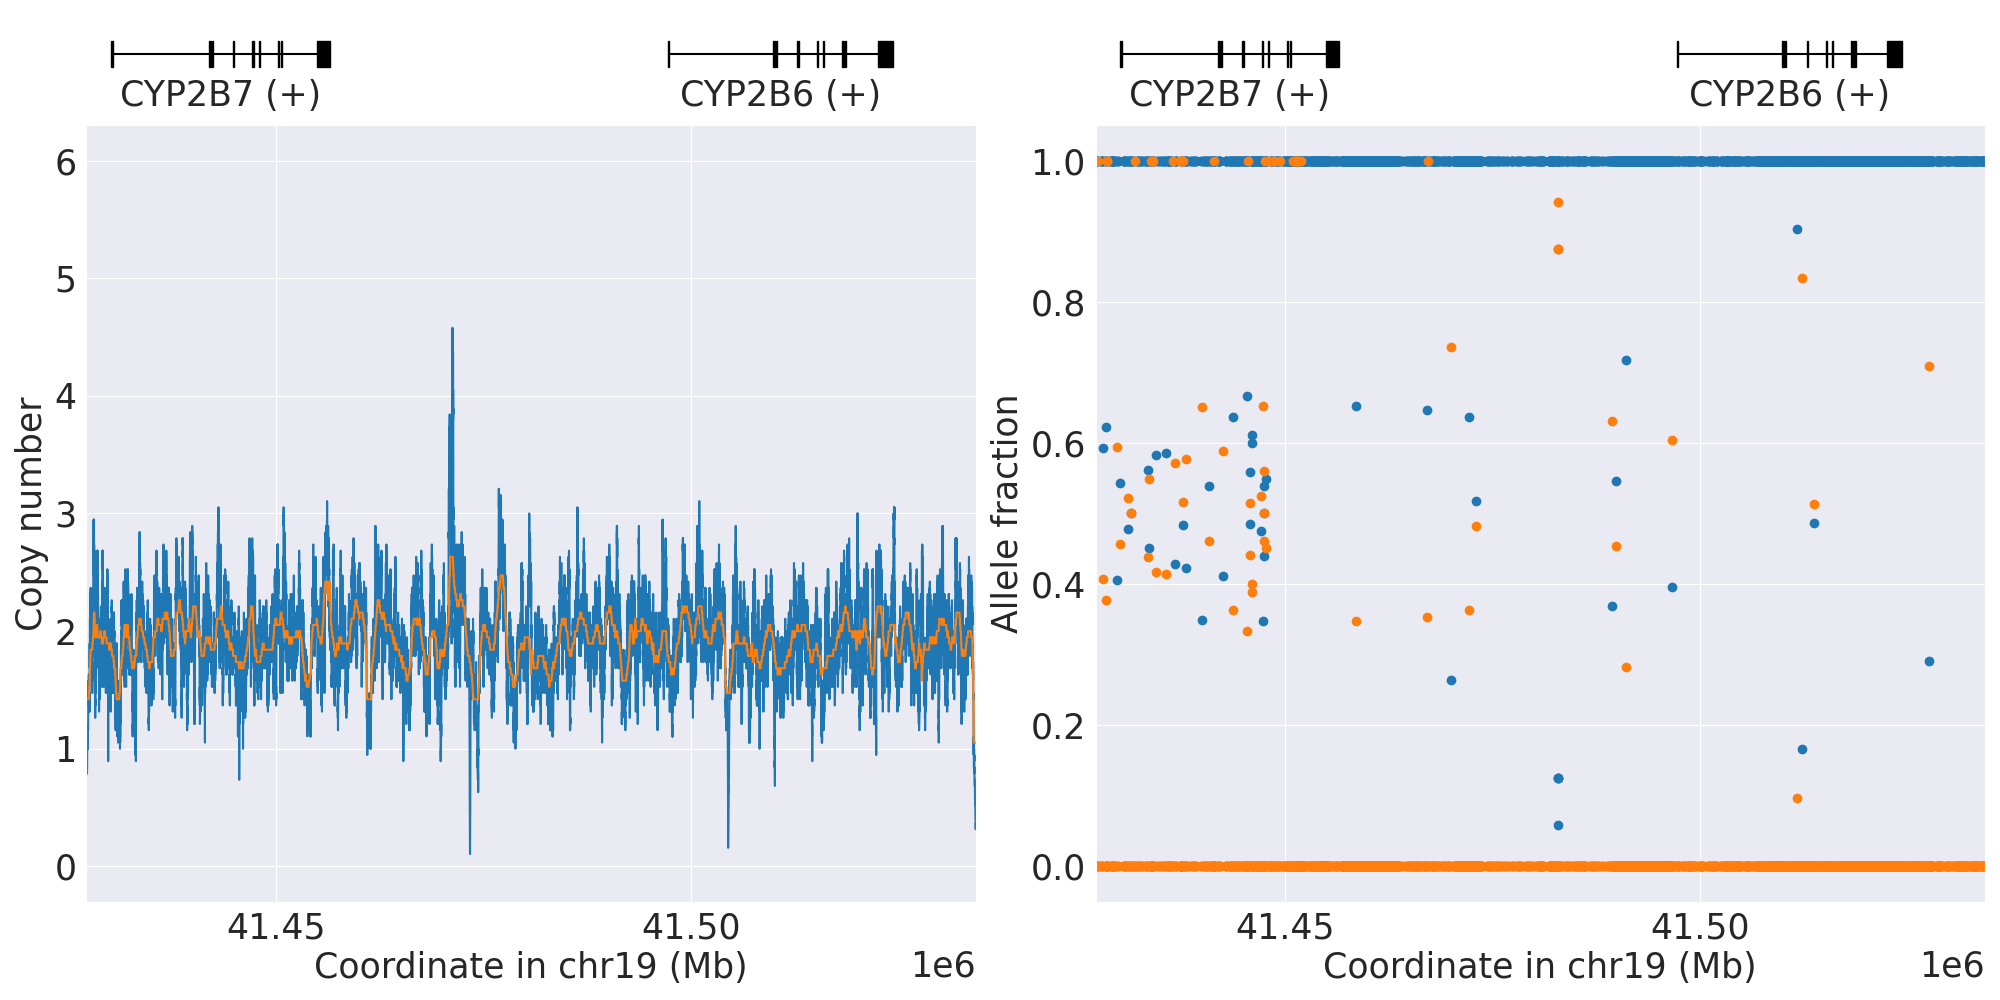 CYP2B7 (+)
CYP2B6 (+)
6
5
4
3
2
1
0
Copy number
41.45
41.50
Coordinate in chr19 (Mb)
1e6
CYP2B7 (+)
CYP2B6 (+)
1.0
0.8
0.6
0.4
0.2
0.0
Allele fraction
41.45
41.50
Coordinate in chr19 (Mb)
1e6